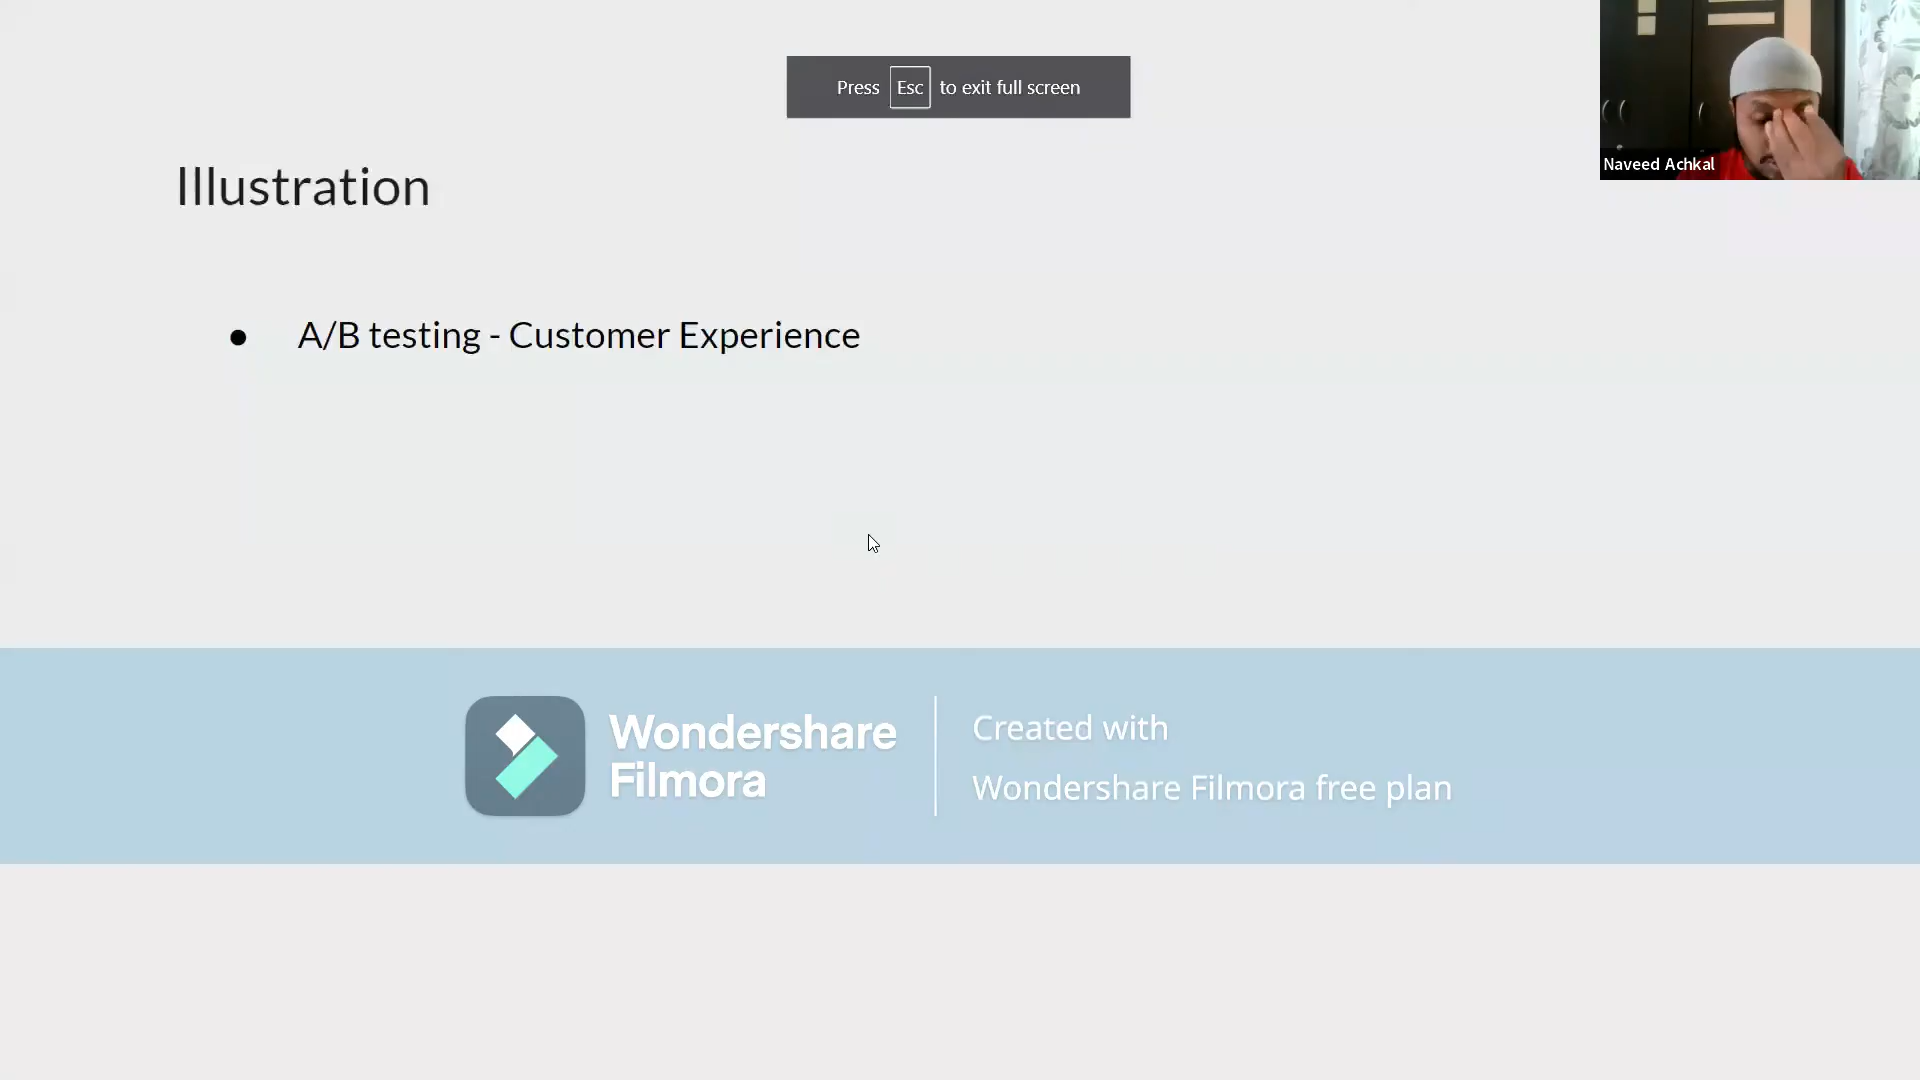 Press Esc to exit full screen
Naveed Achkal
Illustration
● A/B testing - Customer Experience
Wondershare
Filmora
Created with
Wondershare Filmora free plan